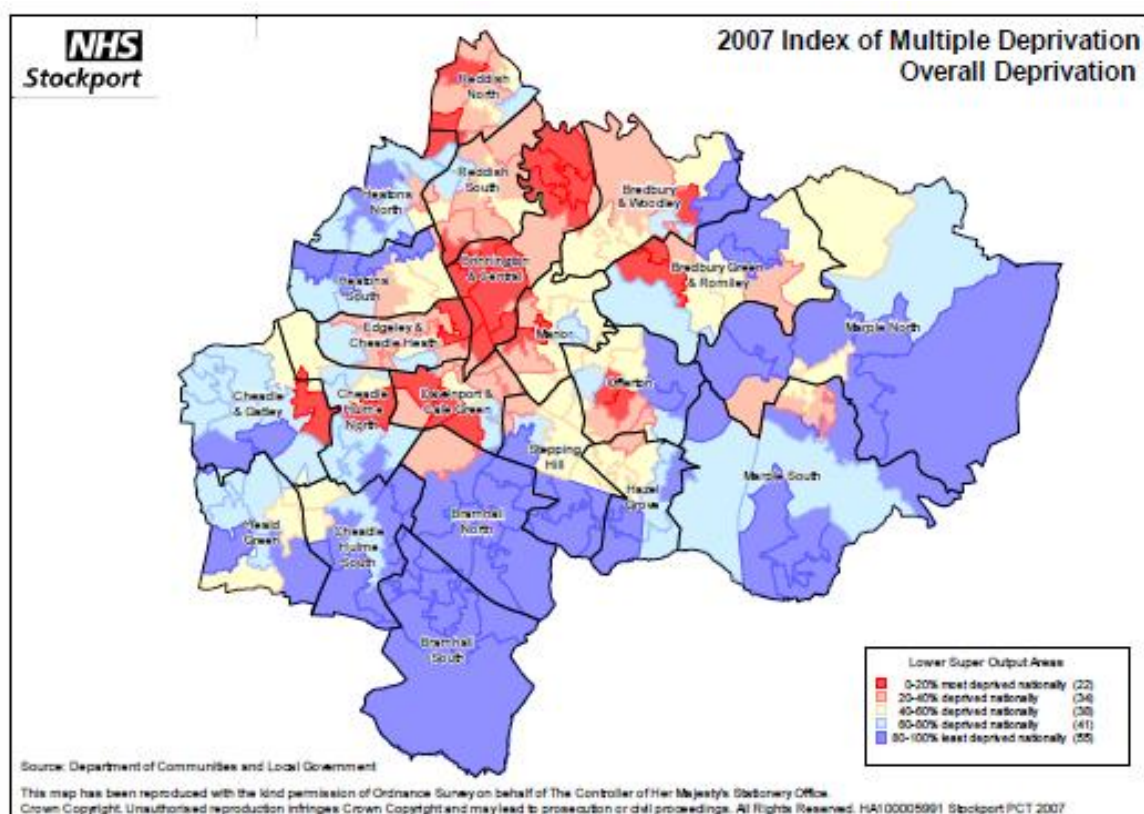 NHS
Stockport
2007 Index of Multiple Deprivation
Overall Deprivation
Reddish
North
Reddish
South
Heatons
North
Bredbury
& Woodley
Brinnington
& Central
Heatons
South
Bredbury Green
& Romiley
Edgeley &
Cheadle Heath
Manor
Marple North
Cheadle
& Gatley
Cheadle
Hulme
North
Davenport &
Cale Green
Offerton
Stepping
Hill
Marple South
Hazel
Grove
Heald
Green
Cheadle
Hulme
South
Bramhall
North
Bramhall
South
Lower Super Output Areas
0-20% most deprived nationally (22)
20-40% deprived nationally (34)
40-60% deprived nationally (38)
60-80% deprived nationally (41)
80-100% least deprived nationally (55)
Source: Department of Communities and Local Government
This map has been reproduced with the kind permission of Ordnance Survey on behalf of The Controller of Her Majesty's Stationery Office.
Crown Copyright. Unauthorised reproduction infringes Crown Copyright and may lead to prosecution or civil proceedings. All Rights Reserved. HA100005991 Stockport PCT 2007